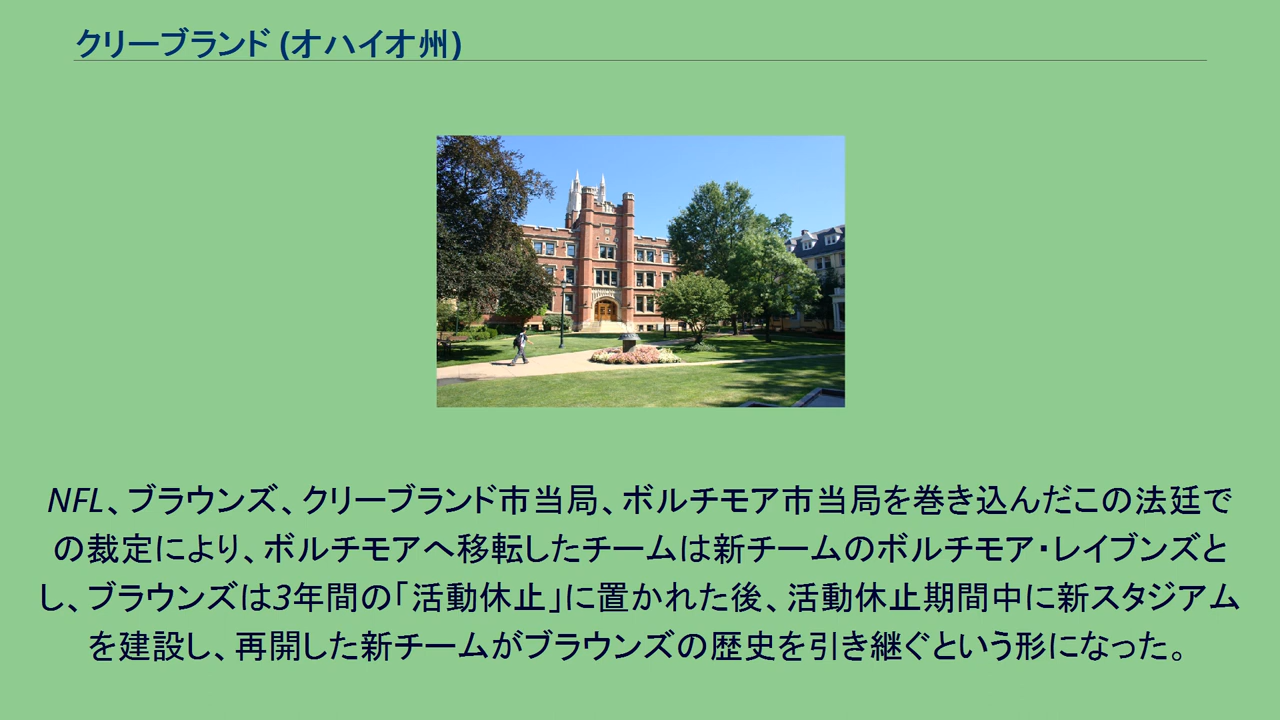 クリーブランド (オハイオ州)
NFL、ブラウンズ、クリーブランド市当局、ボルチモア市当局を巻き込んだこの法廷で
の裁定により、ボルチモアへ移転したチームは新チームのボルチモア・レイブンズと
し、ブラウンズは3年間の「活動休止」に置かれた後、活動休止期間中に新スタジアム
を建設し、再開した新チームがブラウンズの歴史を引き継ぐという形になった。